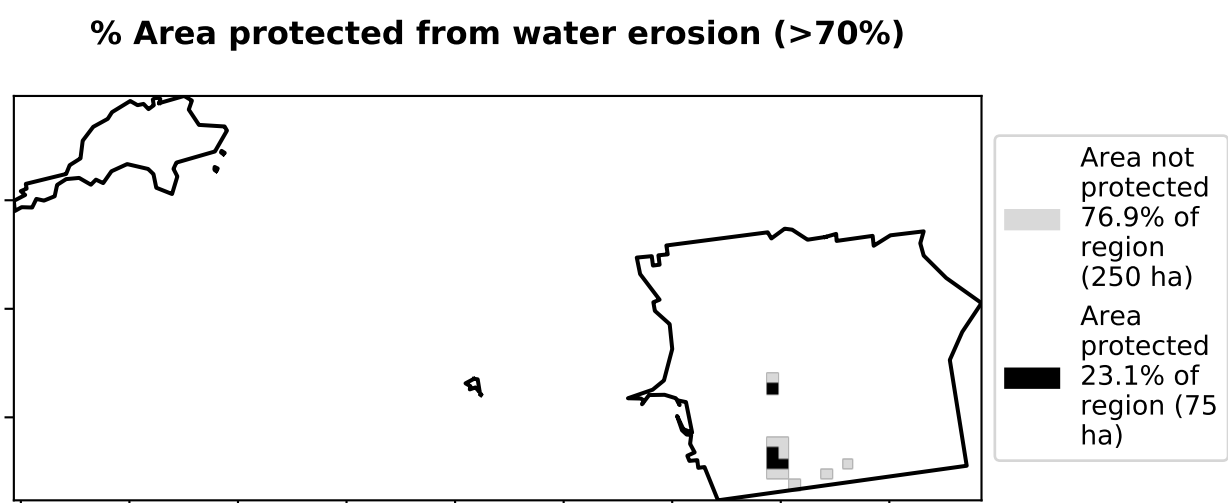 % Area protected from water erosion (>70%)
Area not
protected
76.9% of
region
(250 ha)
Area
protected
23.1% of
region (75
ha)